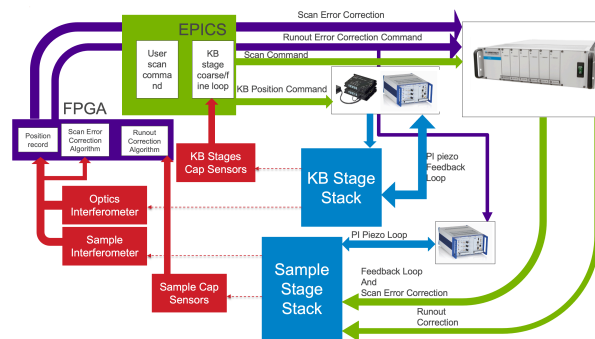 Scan Error Correction
EPICS
Runout Error Correction Command
User
scan
comma
nd
KB
stage
coarse/f
ine loop
Scan Command
KB Position Command
FPGA
Position
record
Scan Error
Correction
Algorithm
Runout
Correction
Algorithm
KB Stages
Cap Sensors
KB Stage
Stack
PI piezo
Feedback
Loop
Optics
Interferometer
Sample
Interferometer
PI Piezo Loop
Sample
Stage
Stack
Sample Cap
Sensors
Feedback Loop
And
Scan Error Correction
Runout
Correction